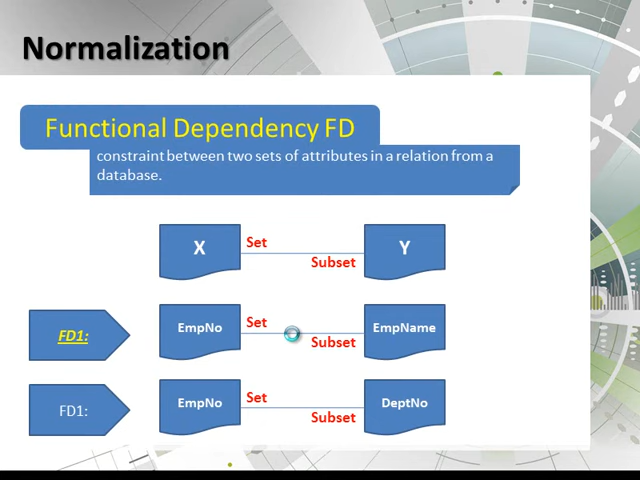 Normalization
Functional Dependency FD
constraint between two sets of attributes in a relation from a
database.
X Set Subset Y
FD1: EmpNo Set Subset EmpName
FD1: EmpNo Set Subset DeptNo